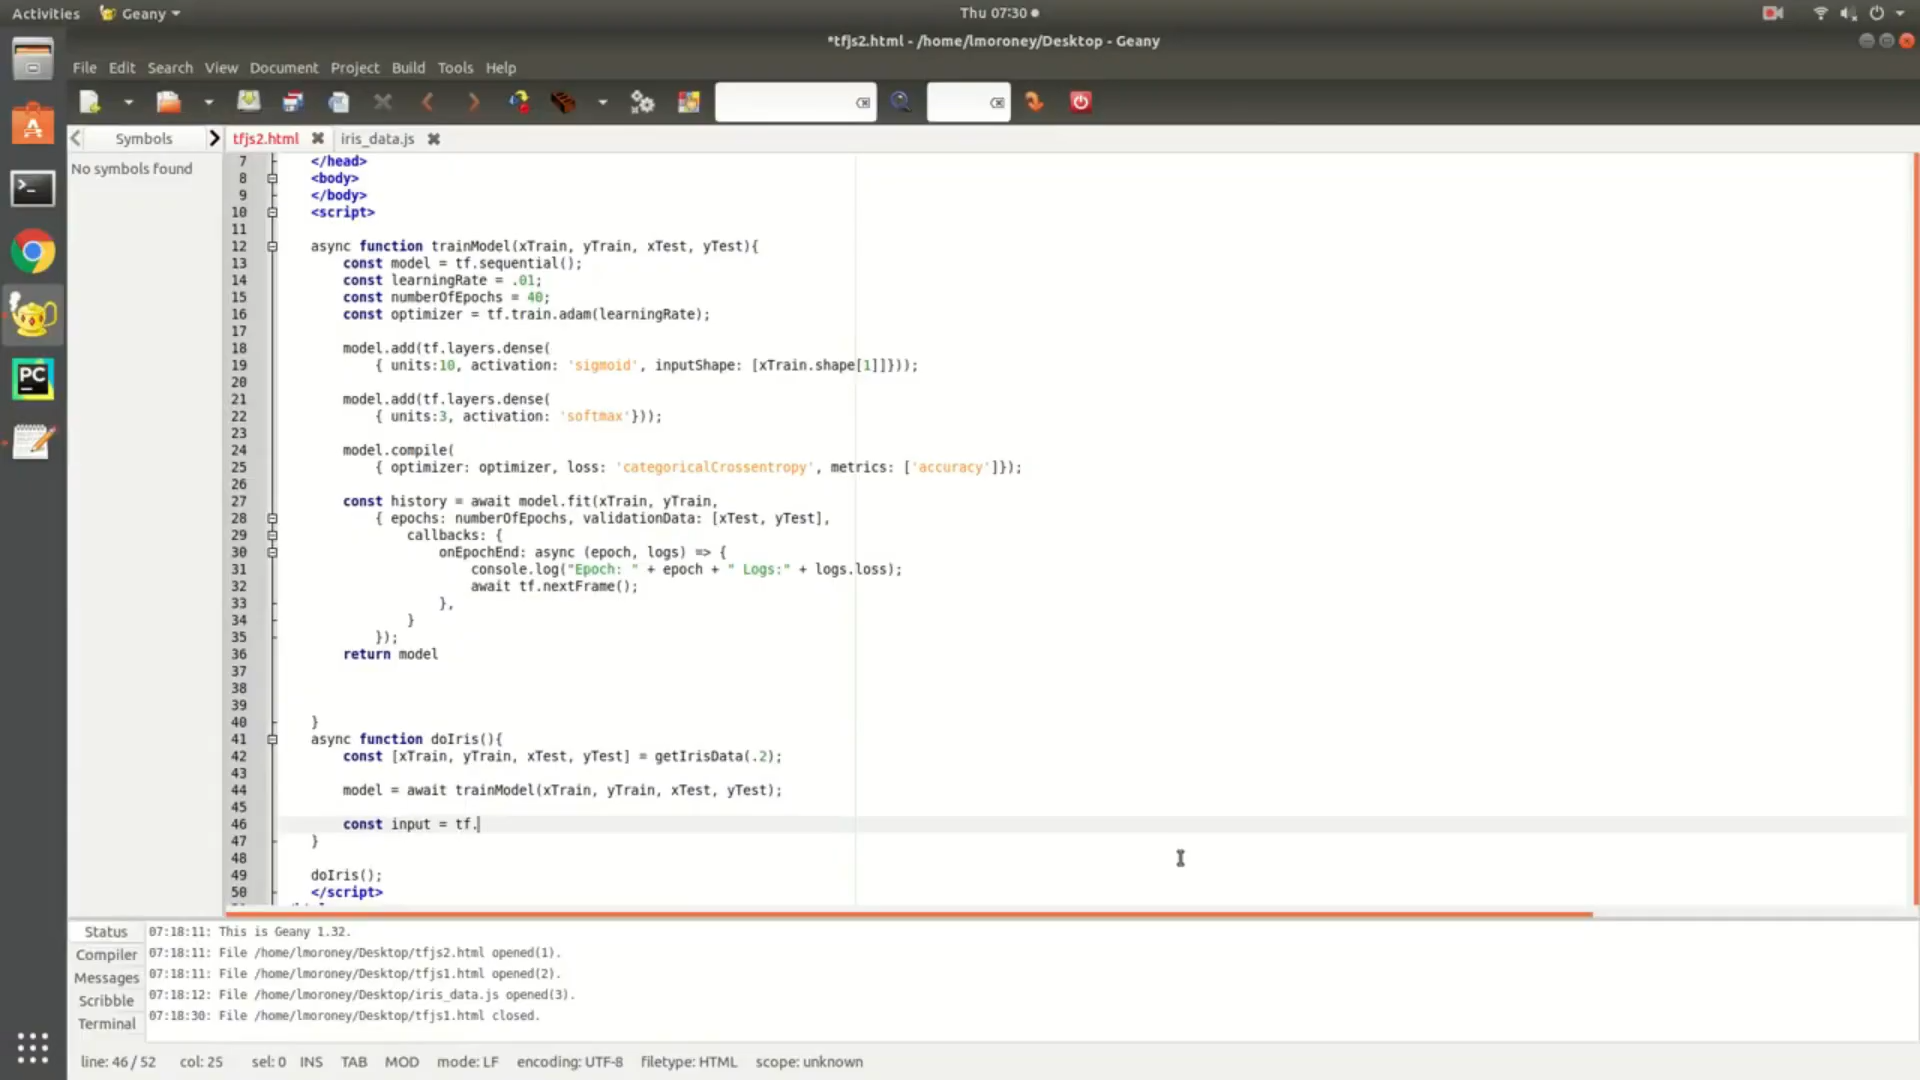 Activities Geany Thu 07:30
*tfjs2.html - /home/lmoroney/Desktop - Geany
File Edit Search View Document Project Build Tools Help
Symbols tfjs2.html iris_data.js
No symbols found
7 </head>
8 <body>
9 </body>
10 <script>
11
12 async function trainModel(xTrain, yTrain, xTest, yTest){
13 const model = tf.sequential();
14 const learningRate = .01;
15 const numberOfEpochs = 40;
16 const optimizer = tf.train.adam(learningRate);
17
18 model.add(tf.layers.dense(
19 { units:10, activation: 'sigmoid', inputShape: [xTrain.shape[1]]}));
20
21 model.add(tf.layers.dense(
22 { units:3, activation: 'softmax'}));
23
24 model.compile(
25 { optimizer: optimizer, loss: 'categoricalCrossentropy', metrics: ['accuracy']});
26
27 const history = await model.fit(xTrain, yTrain,
28 { epochs: numberOfEpochs, validationData: [xTest, yTest],
29 callbacks: {
30 onEpochEnd: async (epoch, logs) => {
31 console.log("Epoch: " + epoch + " Logs:" + logs.loss);
32 await tf.nextFrame();
33 },
34 }
35 });
36 return model
37
38
39
40 }
41 async function doIris(){
42 const [xTrain, yTrain, xTest, yTest] = getIrisData(.2);
43
44 model = await trainModel(xTrain, yTrain, xTest, yTest);
45
46 const input = tf.
47 }
48
49 doIris();
50 </script>
Status 07:18:11: This is Geany 1.32.
Compiler 07:18:11: File /home/lmoroney/Desktop/tfjs2.html opened(1).
Messages 07:18:11: File /home/lmoroney/Desktop/tfjs1.html opened(2).
Scribble 07:18:12: File /home/lmoroney/Desktop/iris_data.js opened(3).
Terminal 07:18:30: File /home/lmoroney/Desktop/tfjs1.html closed.
line: 46 / 52 col: 25 sel: 0 INS TAB MOD mode: LF encoding: UTF-8 filetype: HTML scope: unknown
PC